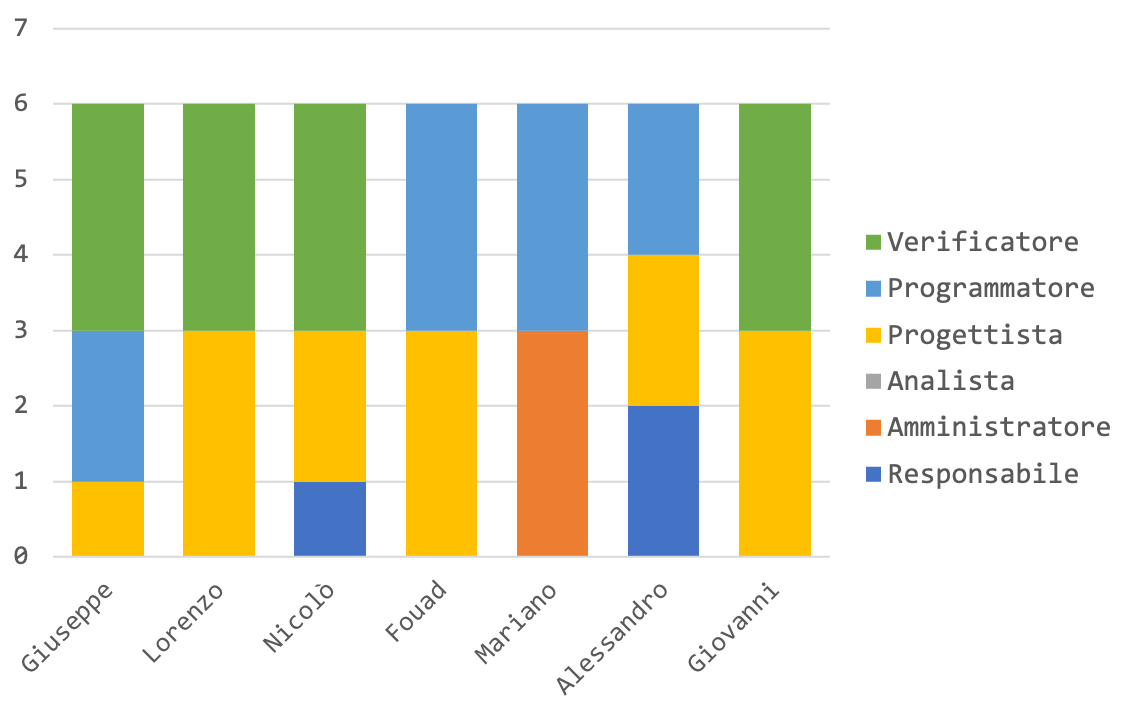 7
6
5
4
3
2
1
0
Giuseppe
Lorenzo
Nicolò
Fouad
Mariano
Alessandro
Giovanni
Verificatore
Programmatore
Progettista
Analista
Amministratore
Responsabile